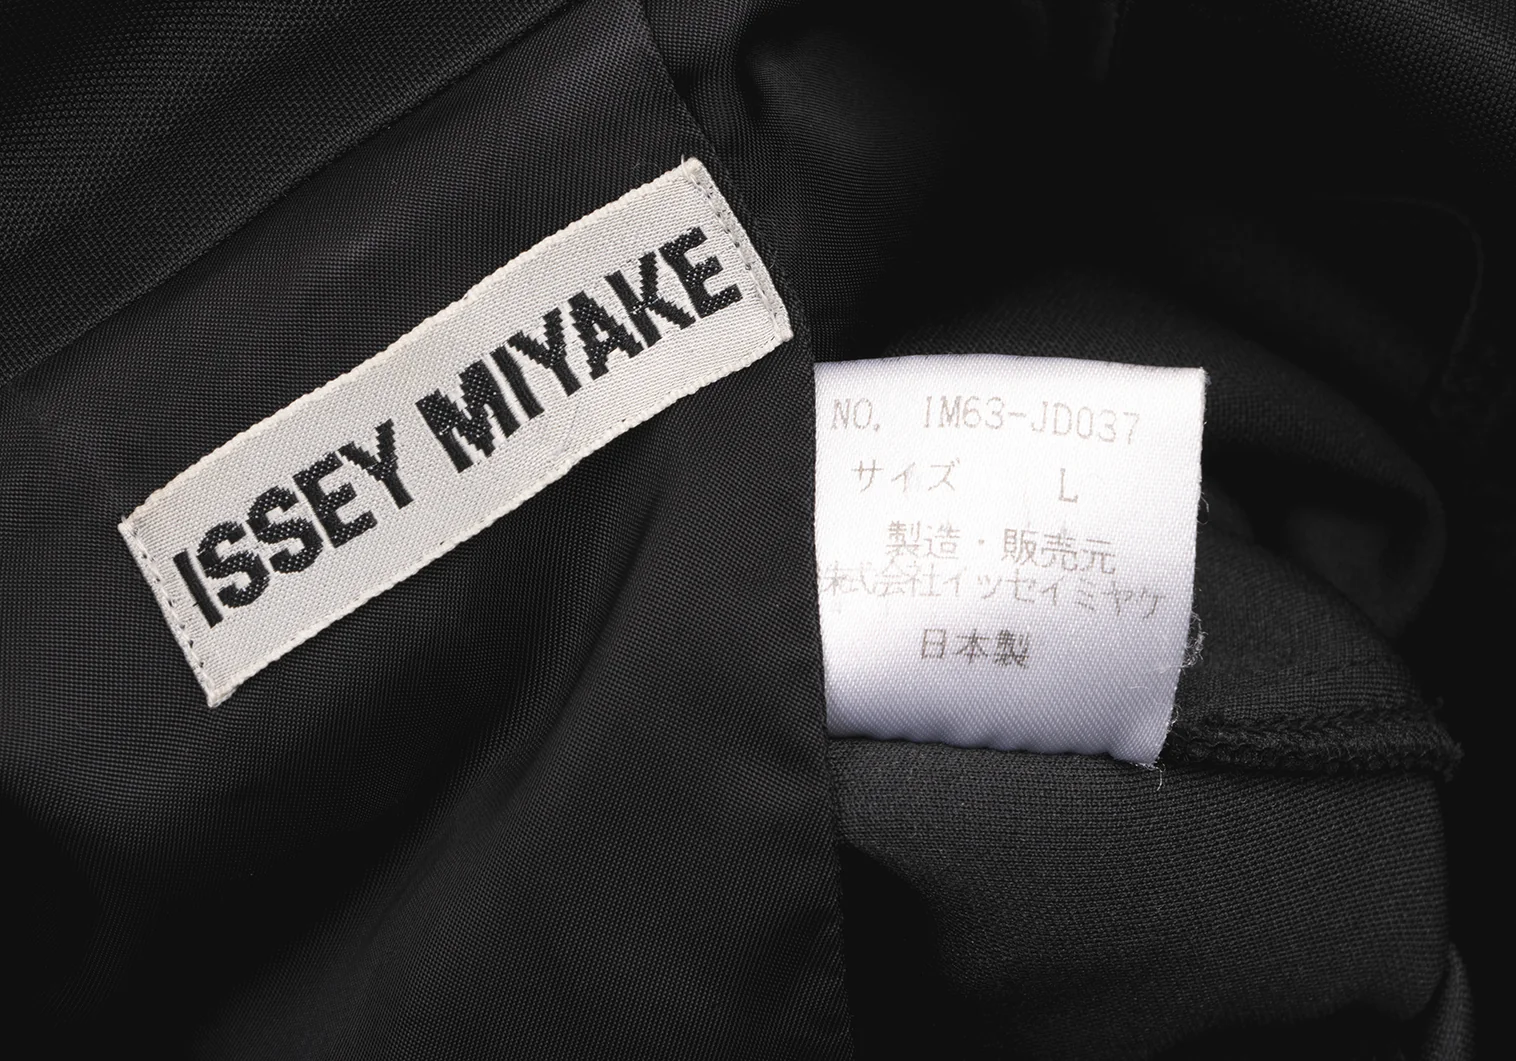 ISSEY MIYAKE
NO. IM63-JD037
サイズ L
製造・販売元
株式会社イッセイミヤケ
日本製